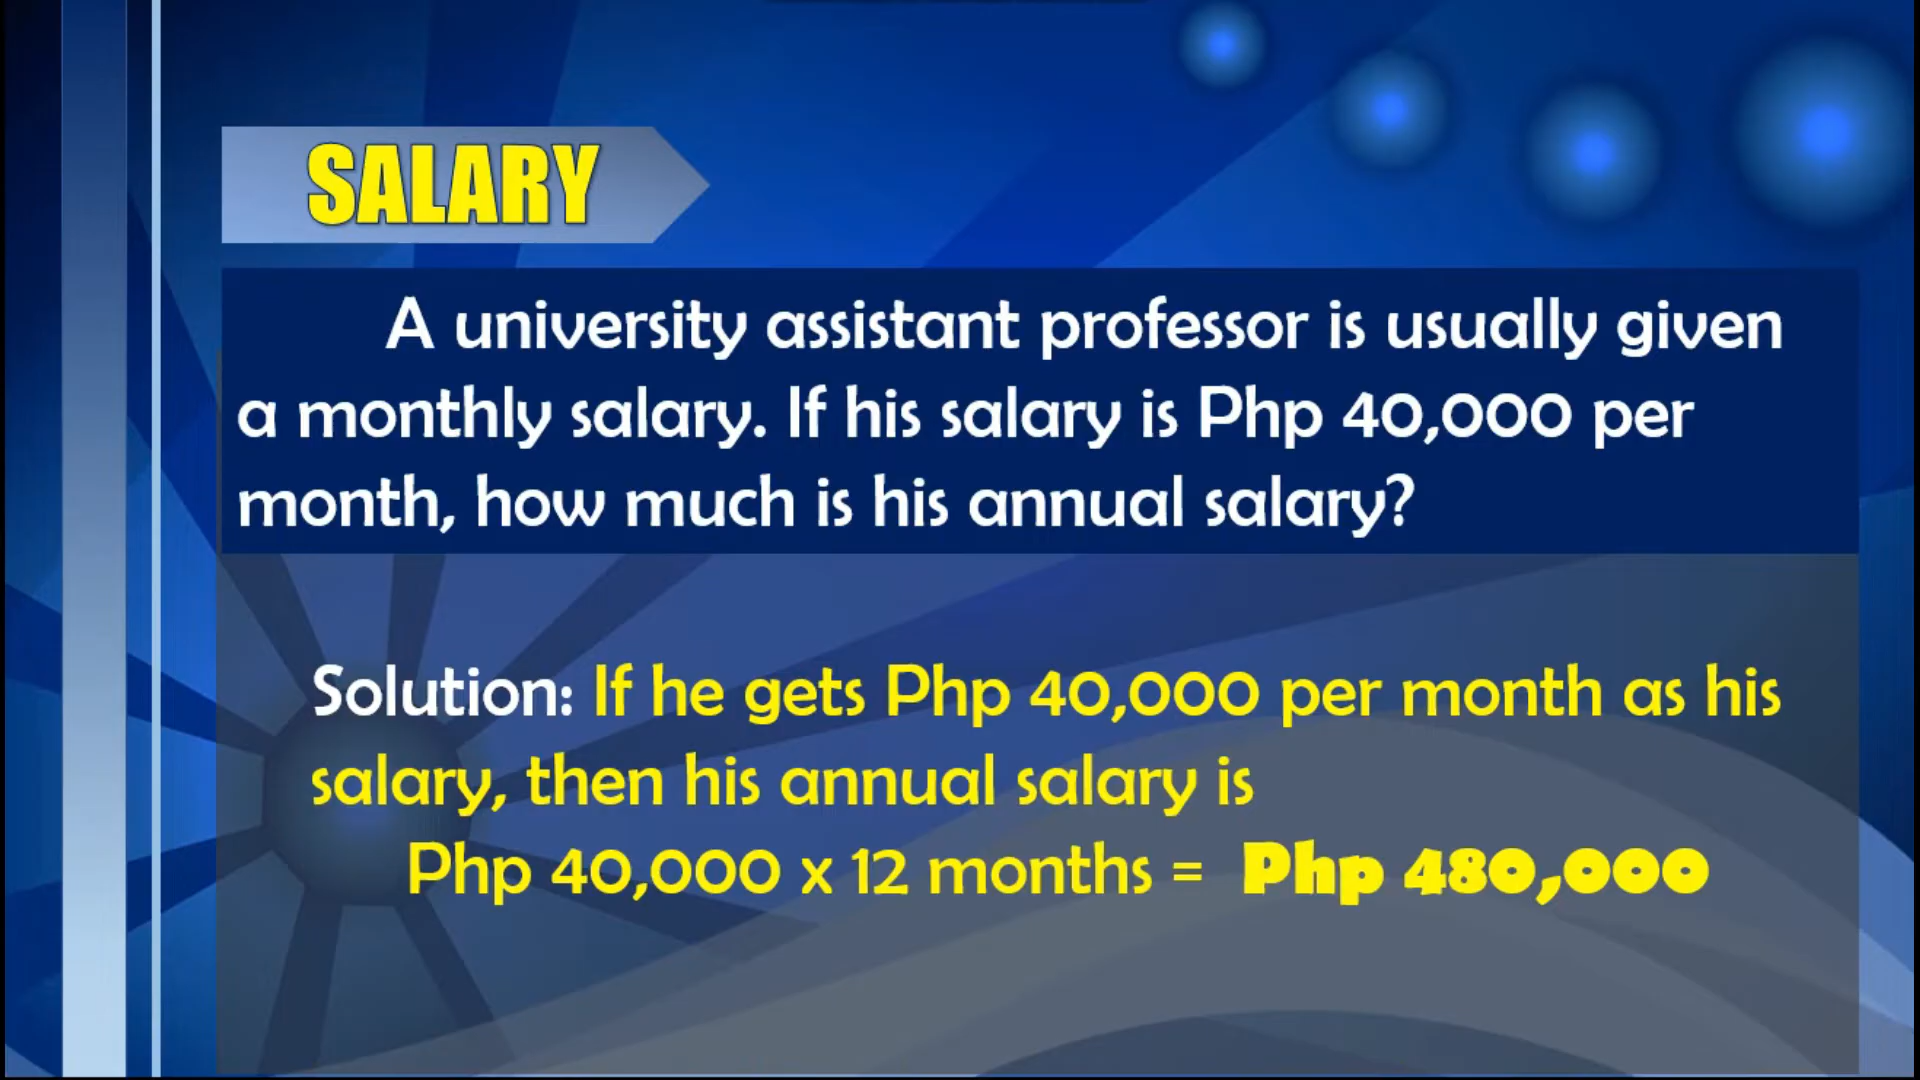 SALARY
A university assistant professor is usually given
a monthly salary. If his salary is Php 40,000 per
month, how much is his annual salary?
Solution: If he gets Php 40,000 per month as his
salary, then his annual salary is
Php 40,000 x 12 months = Php 480,000